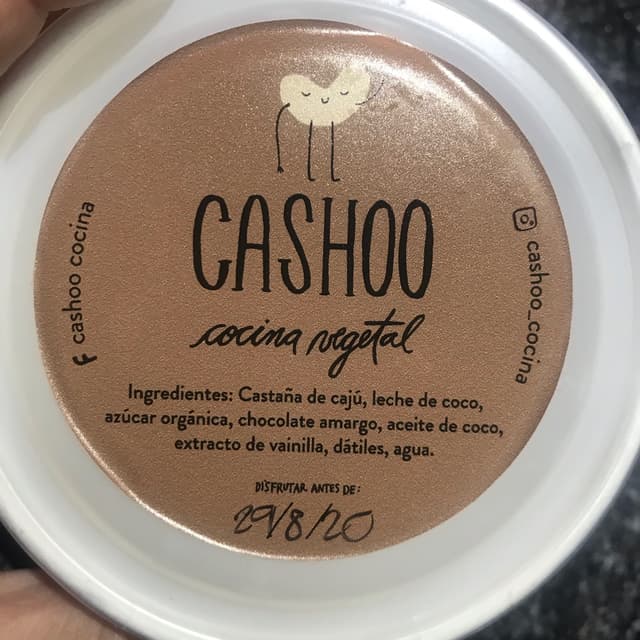 CASHOO
cocina vegetal
f cashoo cocina
cashoo_cocina
Ingredientes: Castaña de cajú, leche de coco,
azúcar orgánica, chocolate amargo, aceite de coco,
extracto de vainilla, dátiles, agua.
DISFRUTAR ANTES DE:
29/8/20